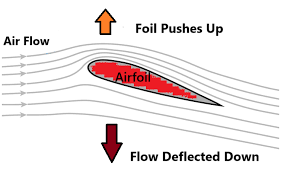 Foil Pushes Up
Air Flow
Airfoil
Flow Deflected Down